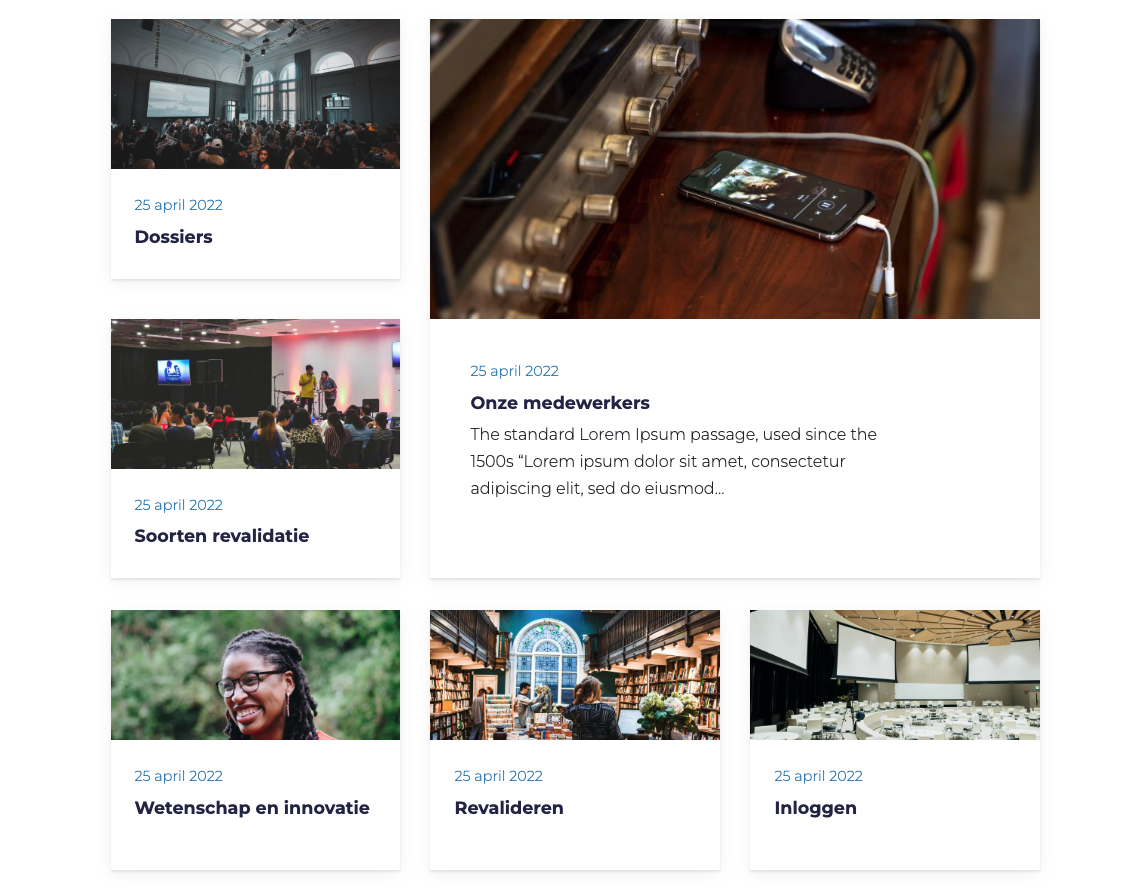 25 april 2022
Dossiers
25 april 2022
Soorten revalidatie
25 april 2022
Onze medewerkers
The standard Lorem Ipsum passage, used since the
1500s “Lorem ipsum dolor sit amet, consectetur
adipiscing elit, sed do eiusmod…
25 april 2022
Wetenschap en innovatie
25 april 2022
Revalideren
25 april 2022
Inloggen